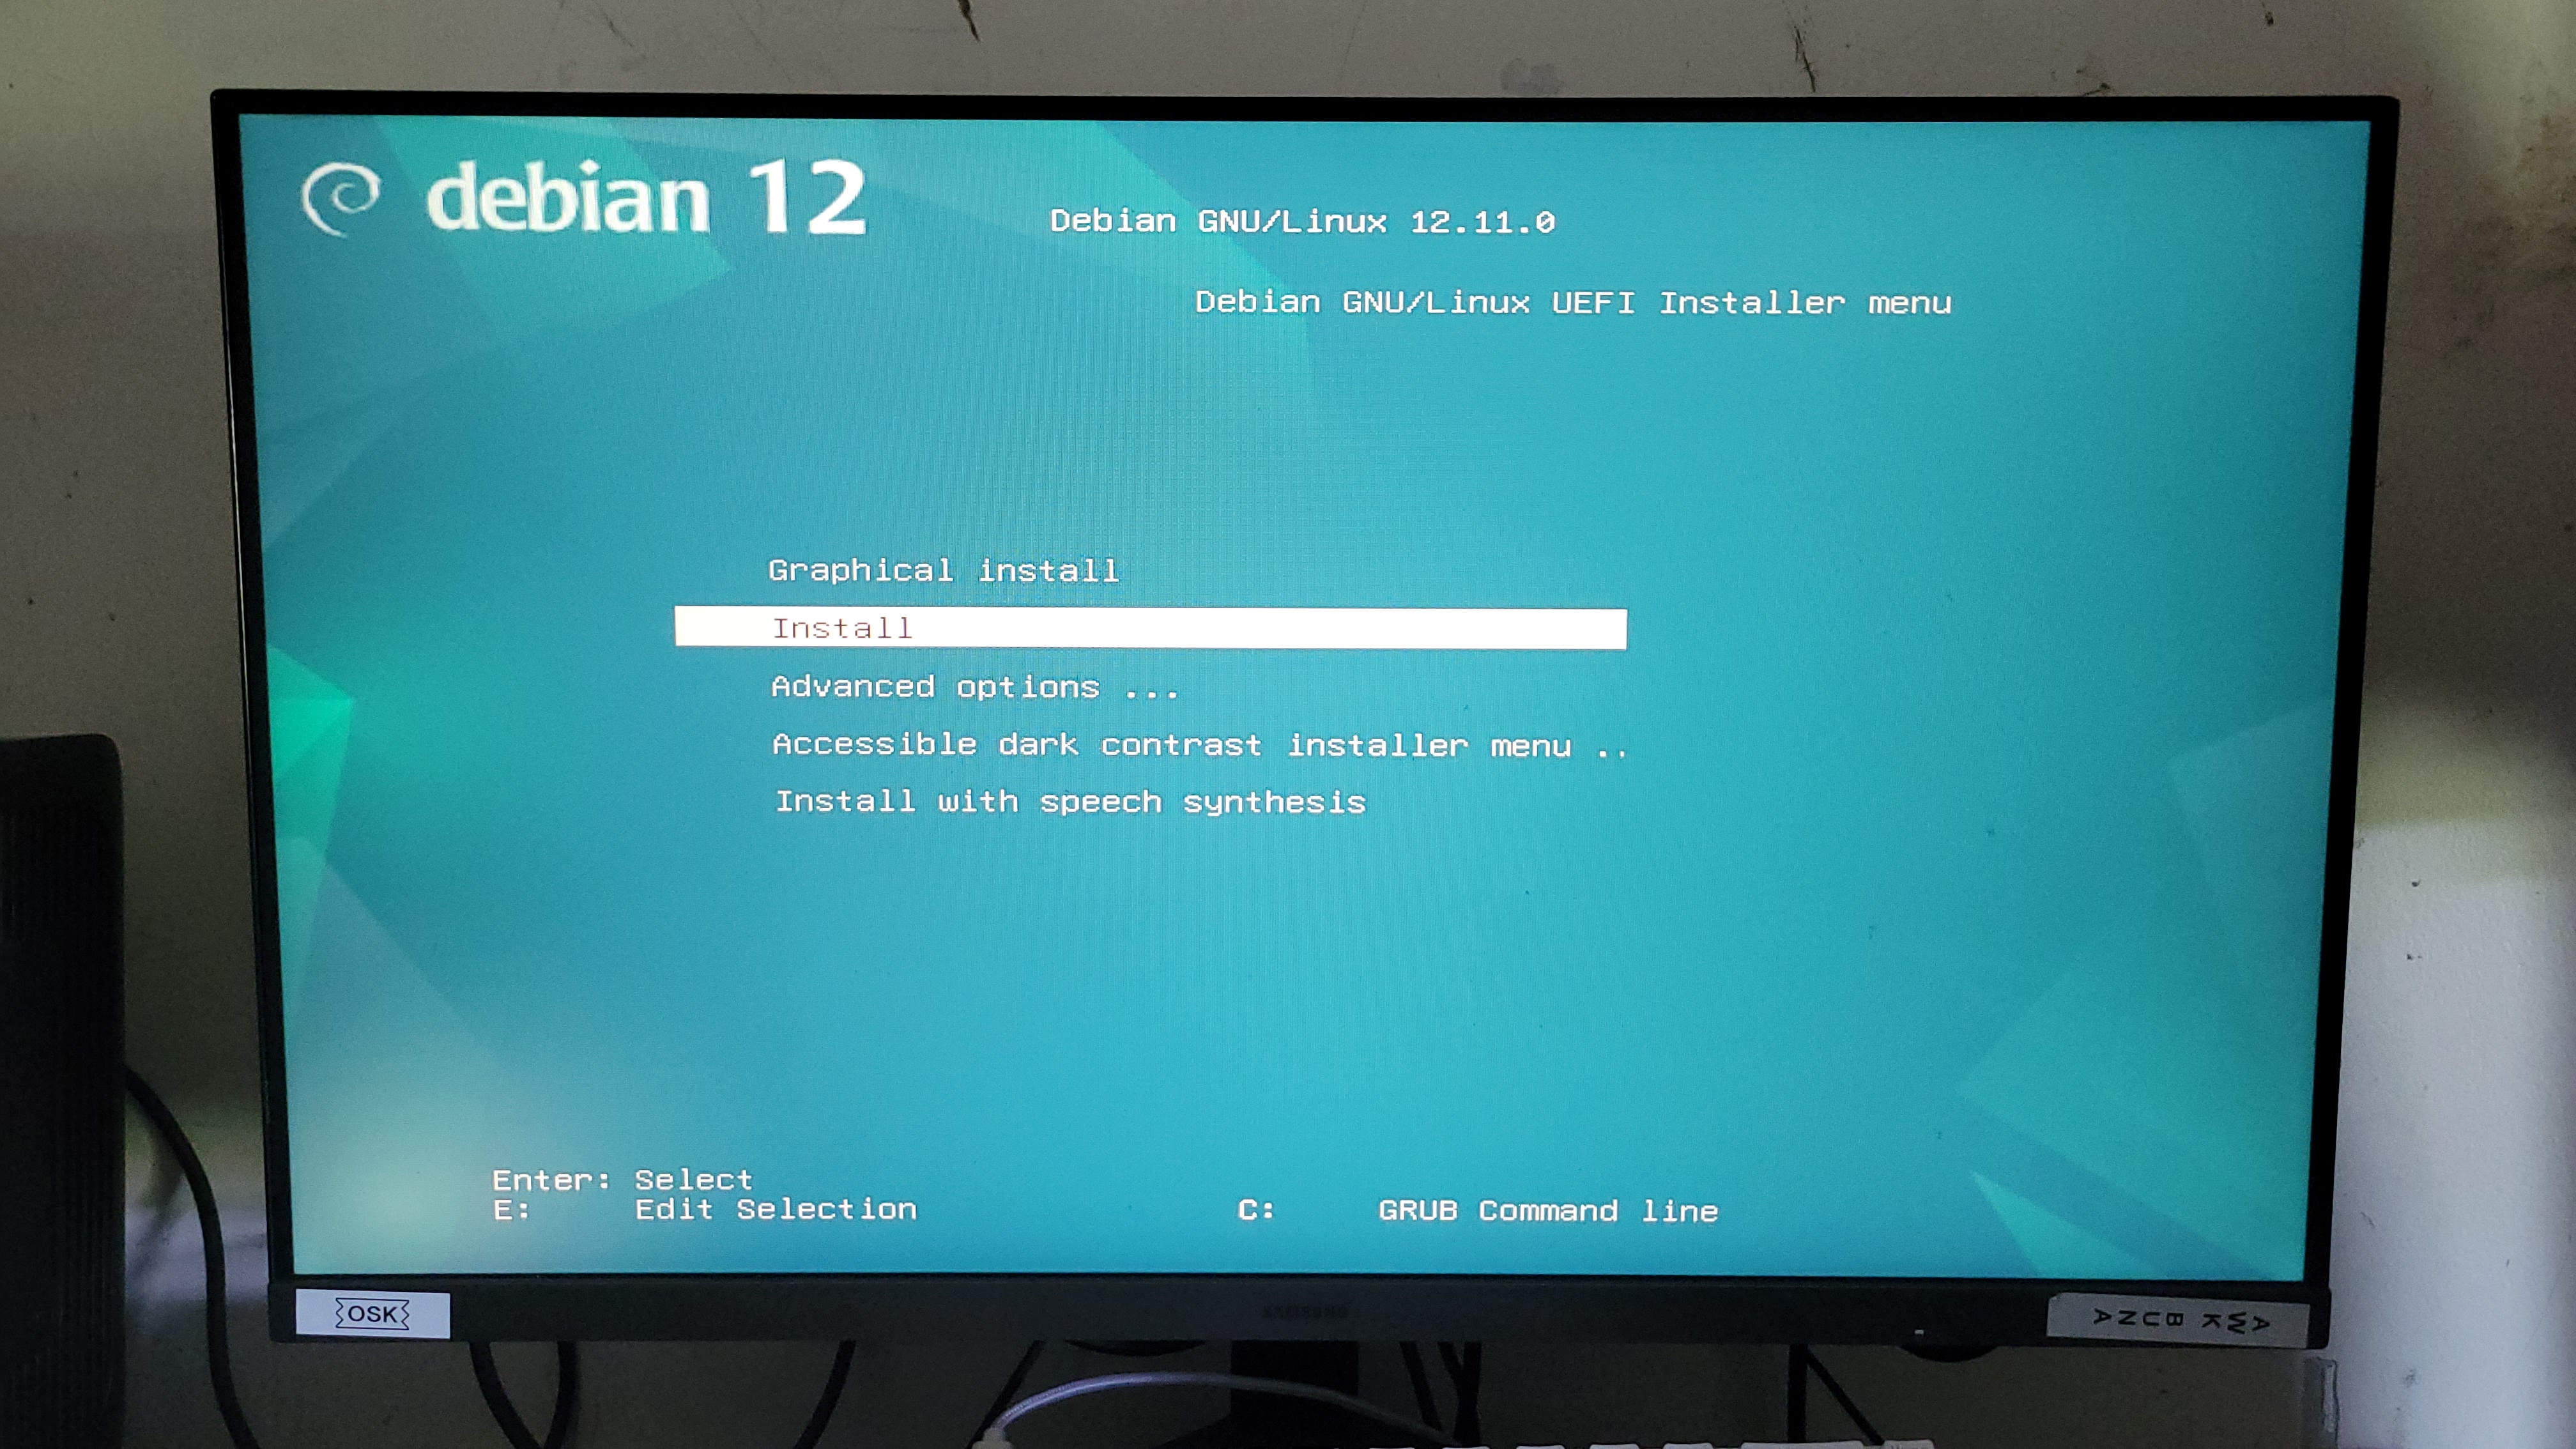 debian 12
Debian GNU/Linux 12.11.0
Debian GNU/Linux UEFI Installer menu
Graphical install
Install
Advanced options ...
Accessible dark contrast installer menu ..
Install with speech synthesis
Enter: Select
E: Edit Selection
C: GRUB Command line
OSK
SAMSUNG